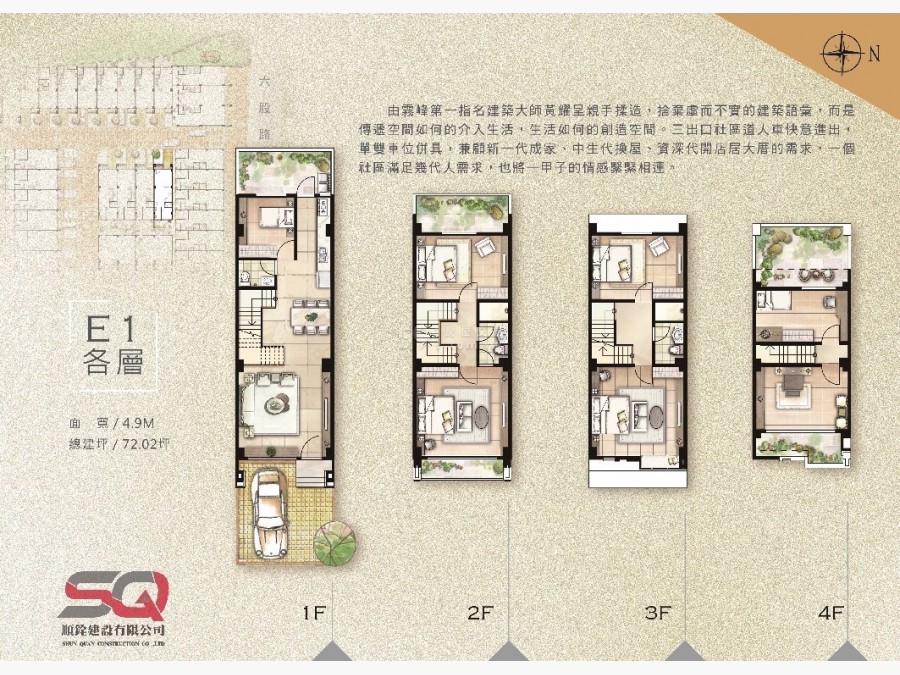 N
六股路
由霧峰第一指名建築大師黃耀呈親手揉造，捨棄虛而不實的建築語彙，而是
傳遞空間如何的介入生活，生活如何的創造空間。三出口社區道人車快意進出，
單雙車位併具，兼顧新一代成家、中生代換屋、資深代開店居大厝的需求，一個
社區滿足幾代人需求，也將一甲子的情感緊緊相連。
E1
各層
面 寬 / 4.9M
總建坪 / 72.02坪
SQ
順銓建設有限公司
SHUN QUAN CONSTRUCTION CO .,LTD
1F
2F
3F
4F